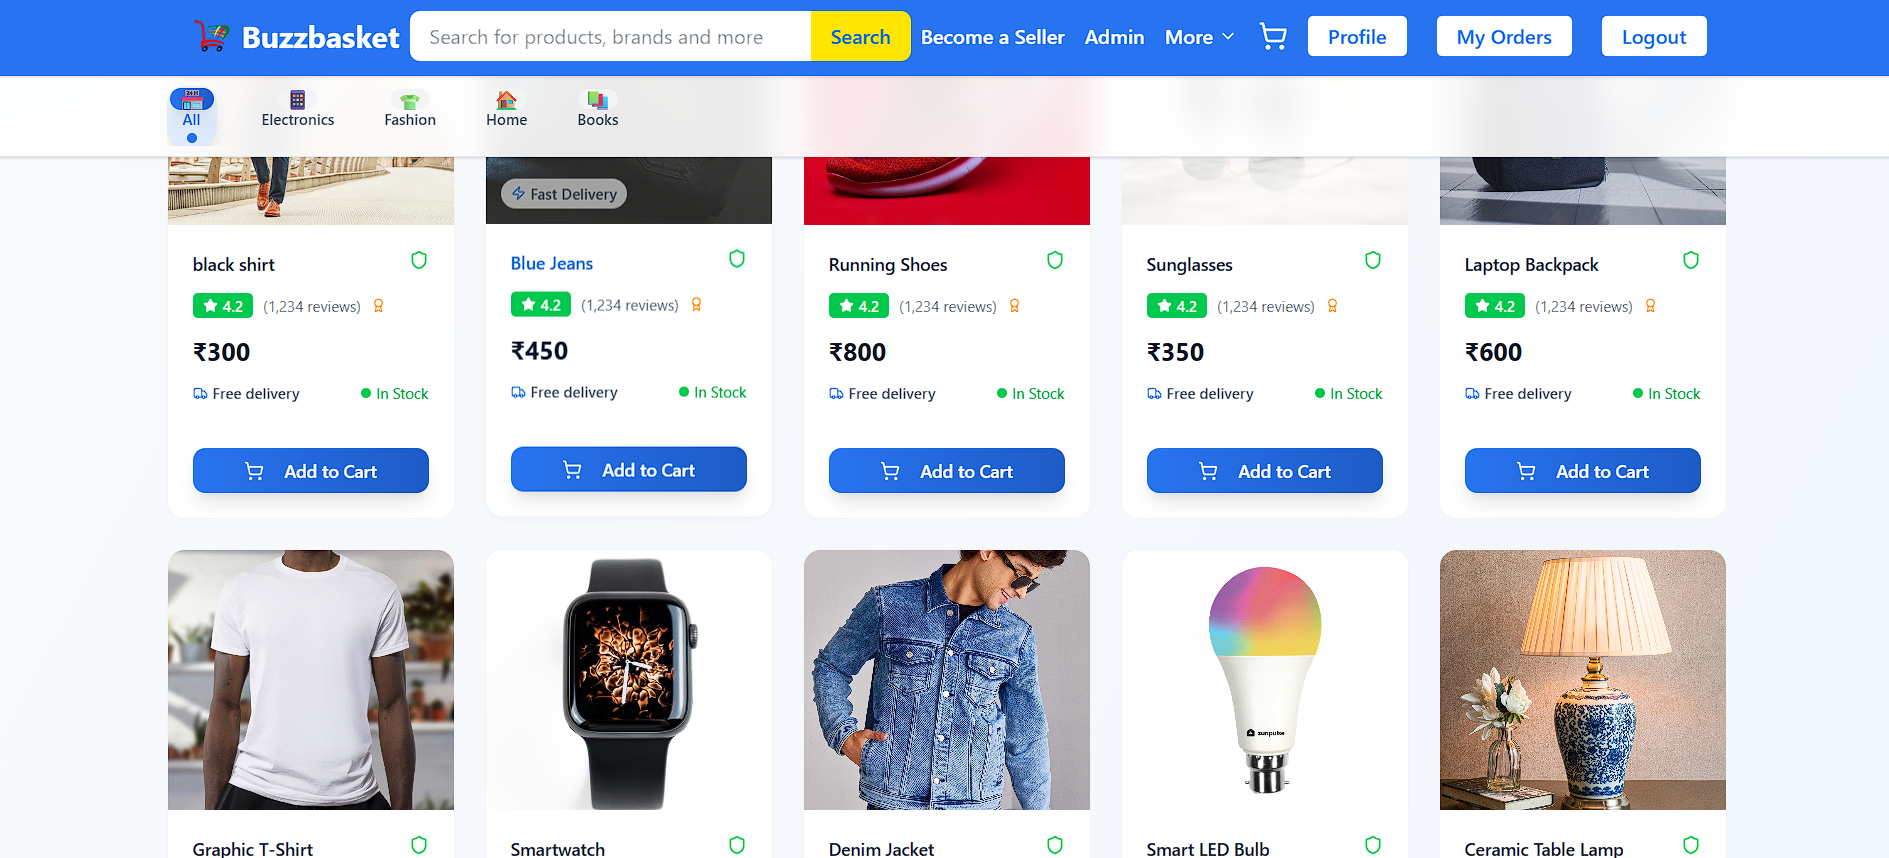 Buzzbasket
Search for products, brands and more
Search
Become a Seller
Admin
More
Profile
My Orders
Logout
24 H
All
Electronics
Fashion
Home
Books
Fast Delivery
black shirt
4.2 (1,234 reviews)
₹300
Free delivery
In Stock
Add to Cart
Blue Jeans
4.2 (1,234 reviews)
₹450
Free delivery
In Stock
Add to Cart
Running Shoes
4.2 (1,234 reviews)
₹800
Free delivery
In Stock
Add to Cart
Sunglasses
4.2 (1,234 reviews)
₹350
Free delivery
In Stock
Add to Cart
Laptop Backpack
4.2 (1,234 reviews)
₹600
Free delivery
In Stock
Add to Cart
zunpulse
Graphic T-Shirt
Smartwatch
Denim Jacket
Smart LED Bulb
Ceramic Table Lamp